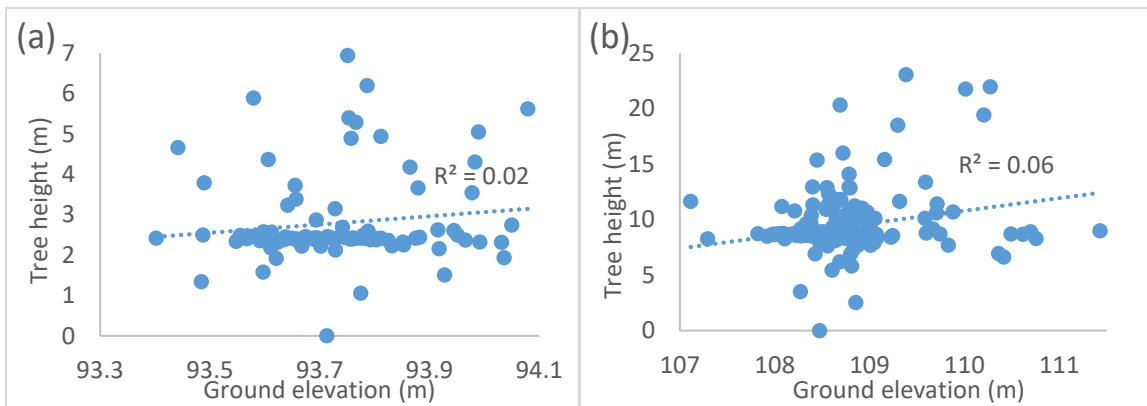 (a)
Tree height (m)
7
6
5
4
3
2
1
0
R² = 0.02
93.3 93.5 93.7 93.9 94.1
Ground elevation (m)
(b)
Tree height (m)
25
20
15
10
5
0
R² = 0.06
107 108 109 110 111
Ground elevation (m)